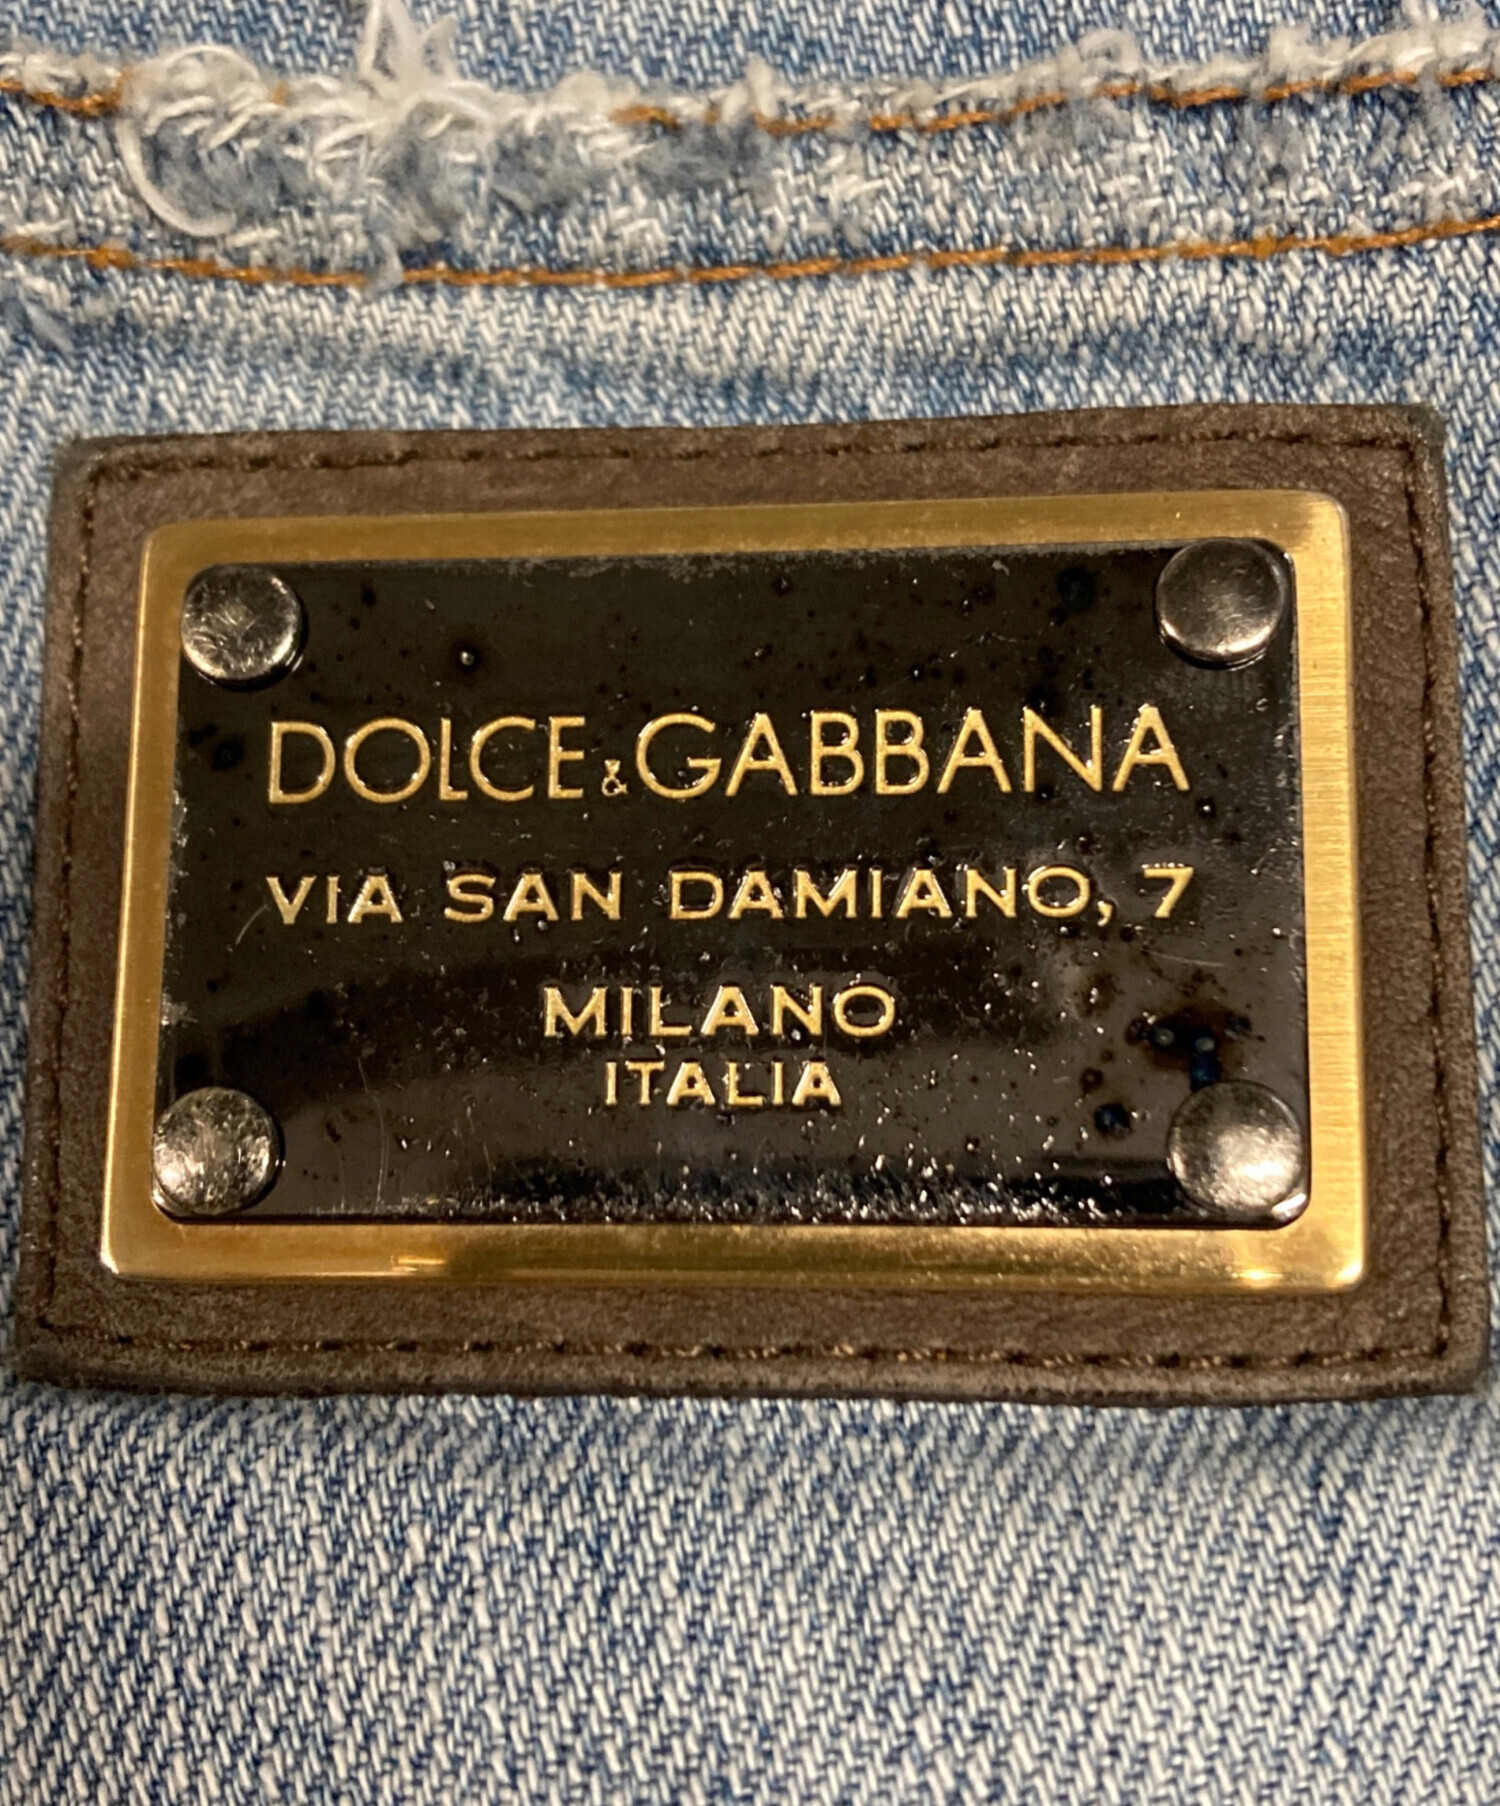 DOLCE&GABBANA
VIA SAN DAMIANO, 7
MILANO
ITALIA